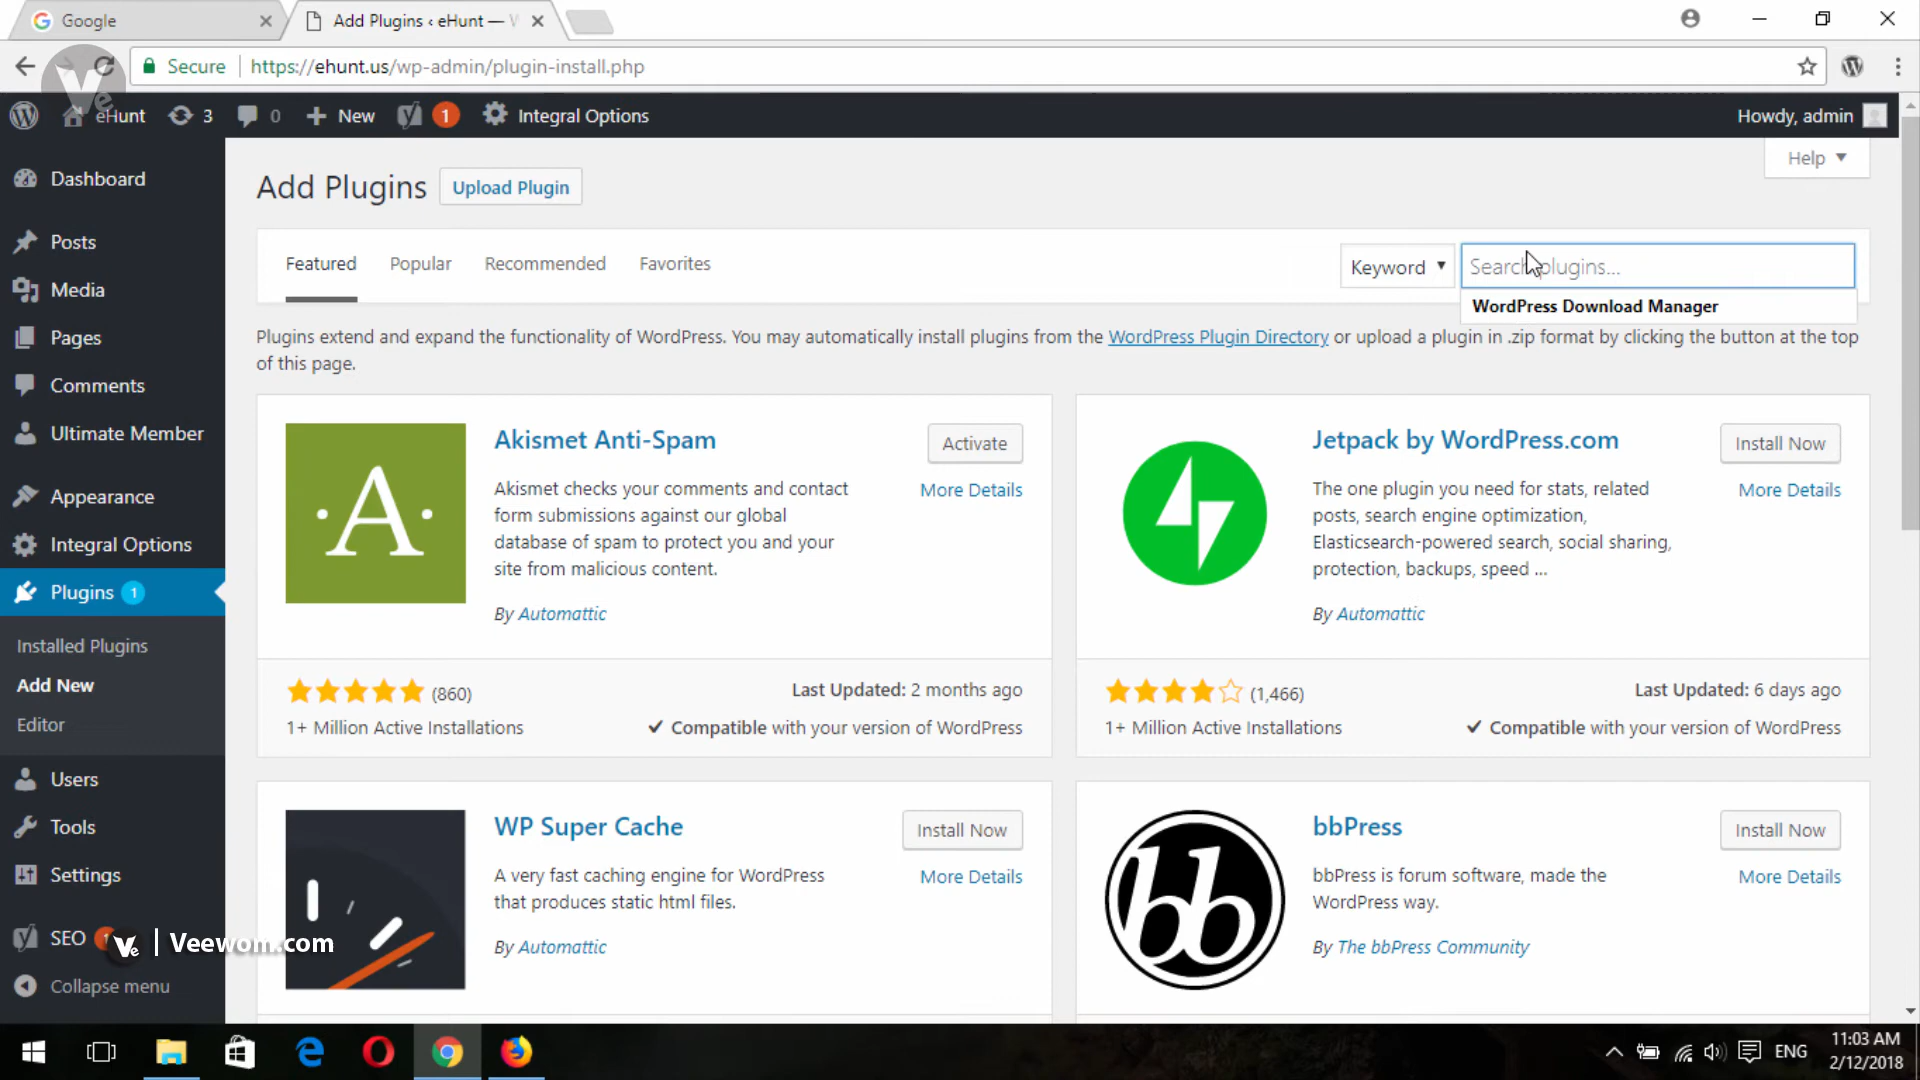 Google
Add Plugins ‹ eHunt — W
Secure
https://ehunt.us/wp-admin/plugin-install.php
Ve
eHunt
3
0
New
1
Integral Options
Howdy, admin
Dashboard
Posts
Media
Pages
Comments
Ultimate Member
Appearance
Integral Options
Plugins 1
Installed Plugins
Add New
Editor
Users
Tools
Settings
SEO
Collapse menu
Help
Add Plugins
Upload Plugin
Featured
Popular
Recommended
Favorites
Keyword
Search plugins...
WordPress Download Manager
Plugins extend and expand the functionality of WordPress. You may automatically install plugins from the WordPress Plugin Directory or upload a plugin in .zip format by clicking the button at the top
of this page.
A
Akismet Anti-Spam
Activate
More Details
Akismet checks your comments and contact
form submissions against our global
database of spam to protect you and your
site from malicious content.
By Automattic
(860)
1+ Million Active Installations
Last Updated: 2 months ago
Compatible with your version of WordPress
Jetpack by WordPress.com
Install Now
More Details
The one plugin you need for stats, related
posts, search engine optimization,
Elasticsearch-powered search, social sharing,
protection, backups, speed ...
By Automattic
(1,466)
1+ Million Active Installations
Last Updated: 6 days ago
Compatible with your version of WordPress
WP Super Cache
Install Now
More Details
A very fast caching engine for WordPress
that produces static html files.
By Automattic
bb
bbPress
Install Now
More Details
bbPress is forum software, made the
WordPress way.
By The bbPress Community
Ve | Veewom.com
ENG
11:03 AM
2/12/2018